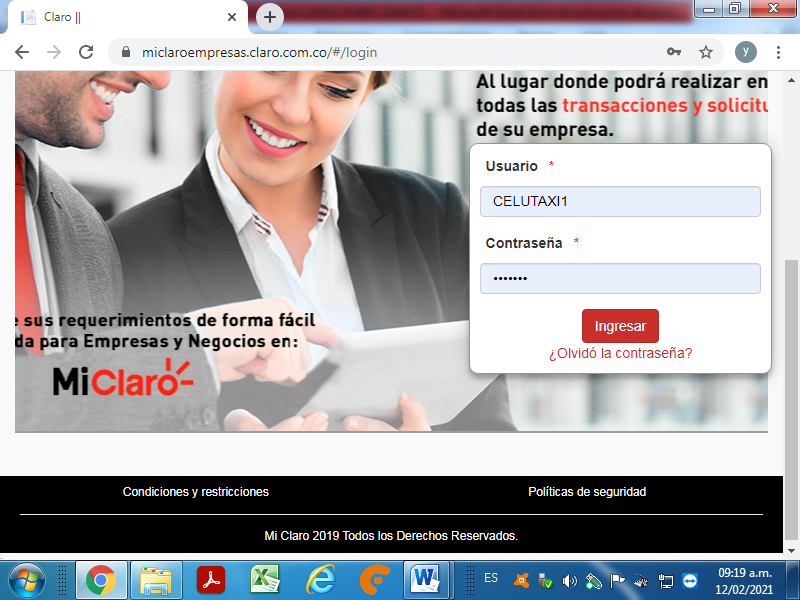 Claro ||
miclaroempresas.claro.com.co/#/login
y
Al lugar donde podrá realizar en
todas las transacciones y solicitu
de su empresa.
Usuario *
CELUTAXI1
Contraseña *
•••••••
Ingresar
¿Olvidó la contraseña?
e sus requerimientos de forma fácil
da para Empresas y Negocios en:
MiClaro
Condiciones y restricciones
Políticas de seguridad
Mi Claro 2019 Todos los Derechos Reservados.
ES
09:19 a.m.
12/02/2021